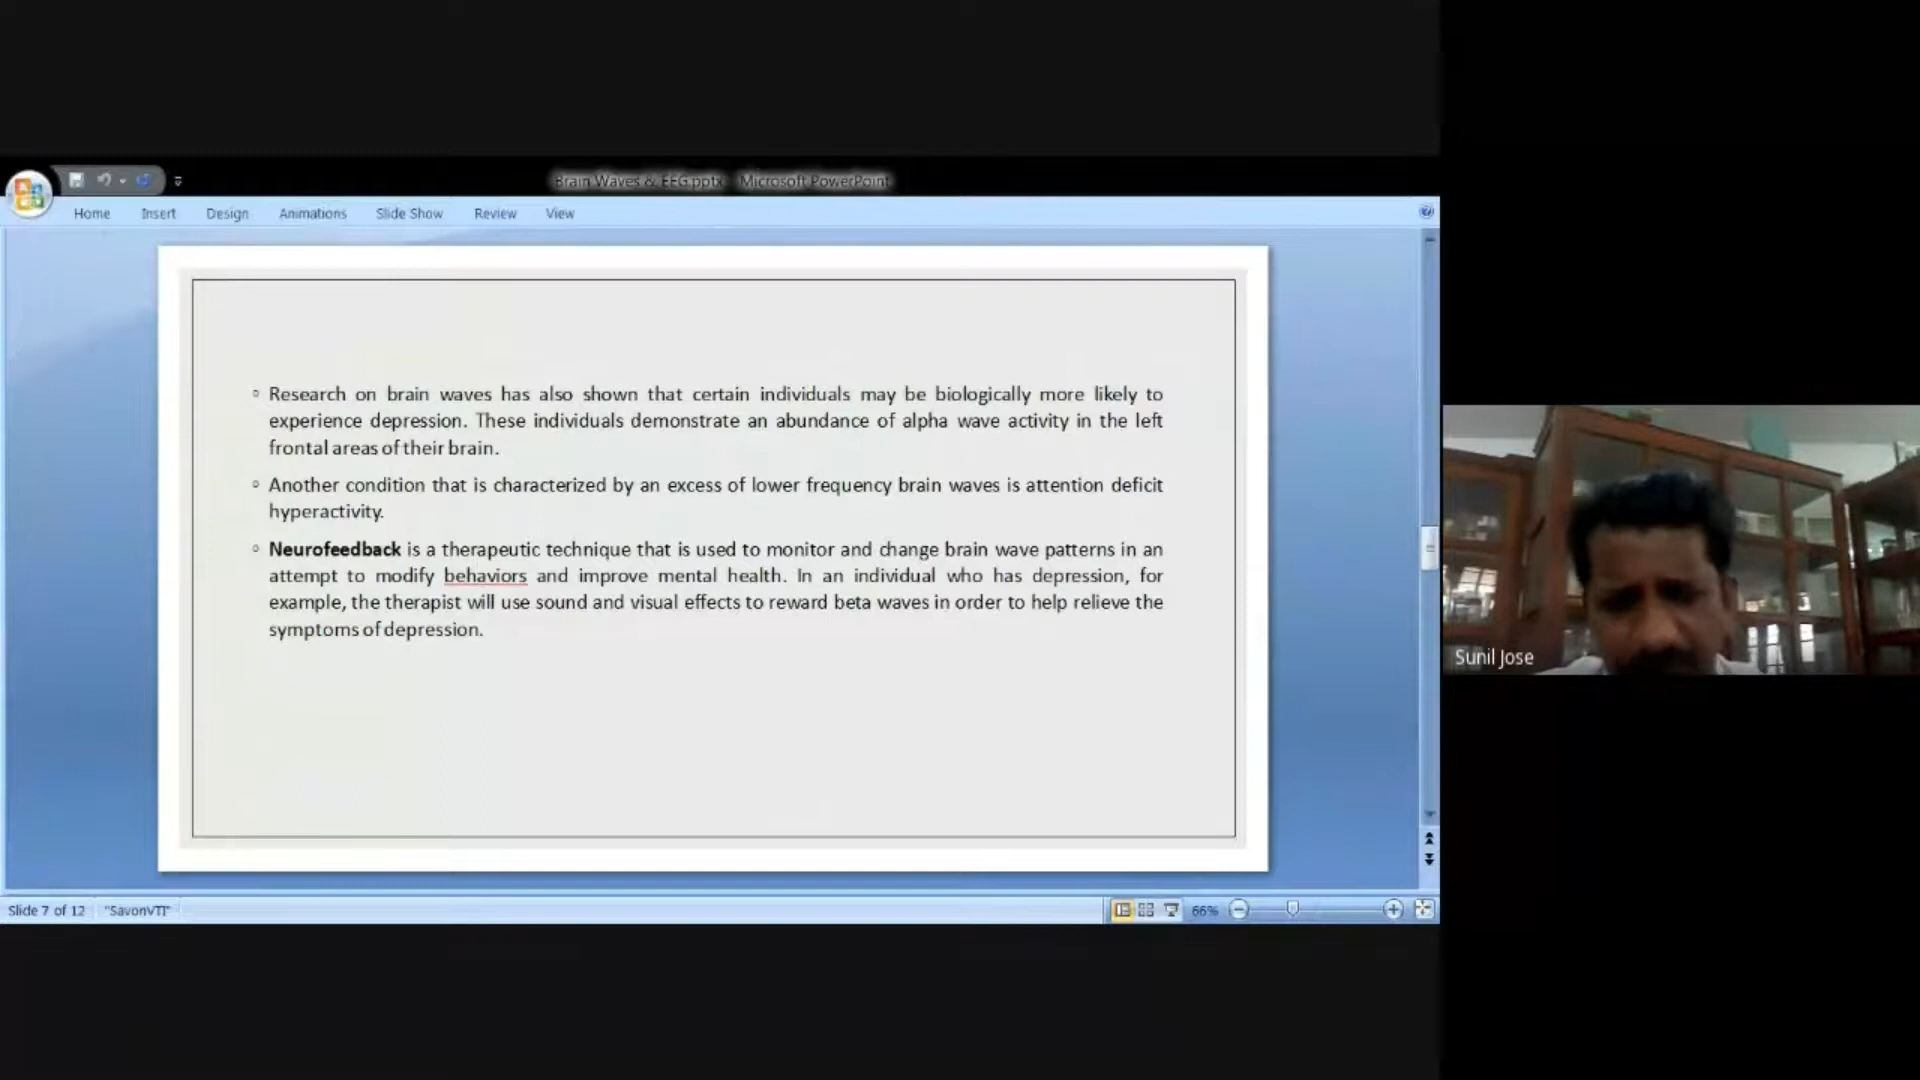 Brain Waves & EEG.pptx - Microsoft PowerPoint
Home Insert Design Animations Slide Show Review View
Research on brain waves has also shown that certain individuals may be biologically more likely to
experience depression. These individuals demonstrate an abundance of alpha wave activity in the left
frontal areas of their brain.
Another condition that is characterized by an excess of lower frequency brain waves is attention deficit
hyperactivity.
Neurofeedback is a therapeutic technique that is used to monitor and change brain wave patterns in an
attempt to modify behaviors and improve mental health. In an individual who has depression, for
example, the therapist will use sound and visual effects to reward beta waves in order to help relieve the
symptoms of depression.
Sunil Jose
Slide 7 of 12 "SavonVTI" 66%